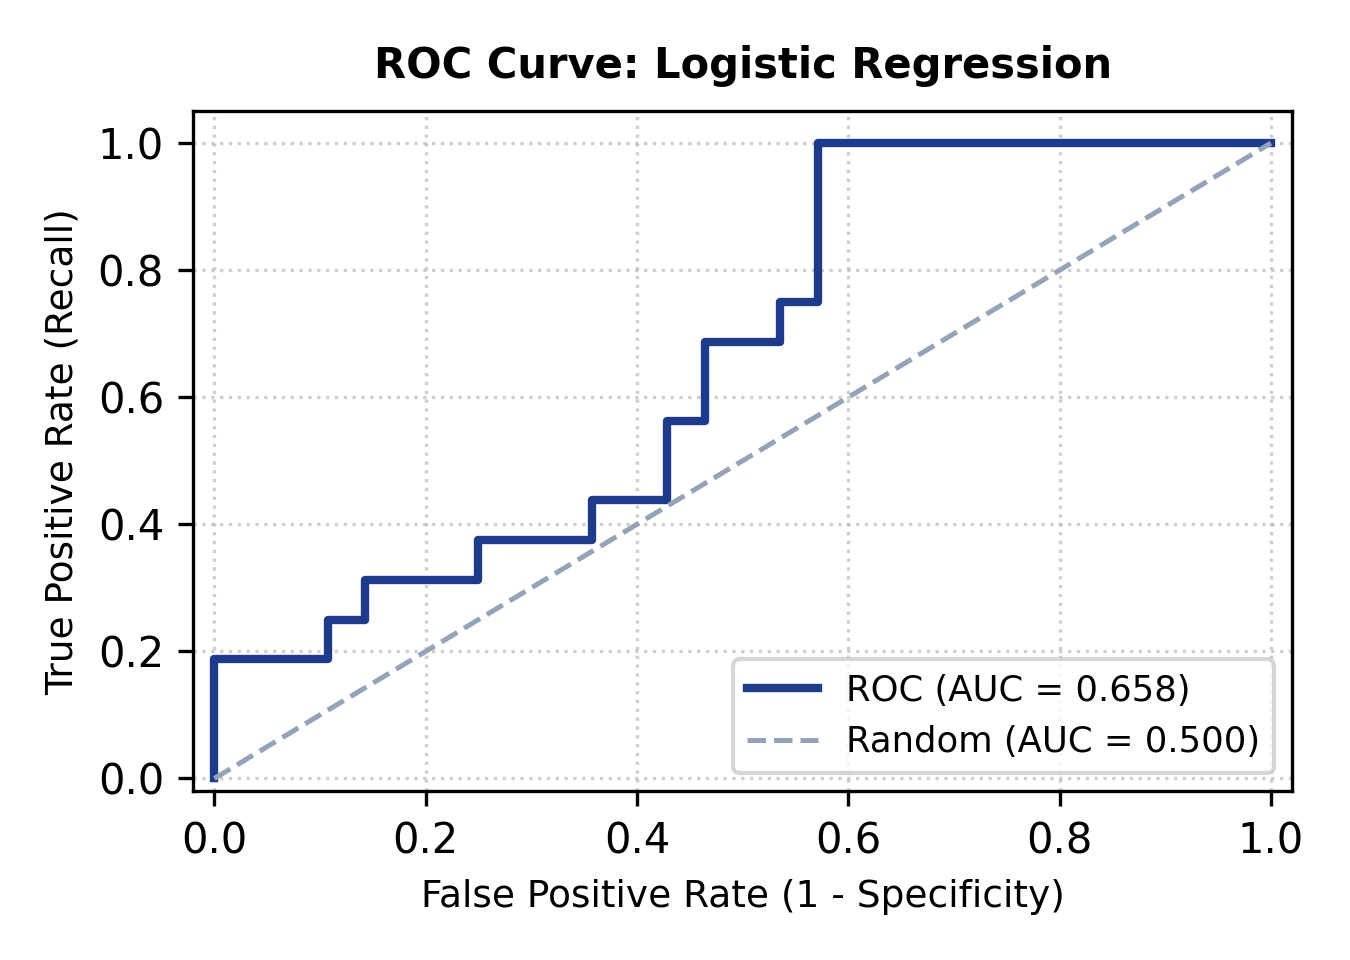 ROC Curve: Logistic Regression
1.0
0.8
0.6
0.4
0.2
0.0
True Positive Rate (Recall)
ROC (AUC = 0.658)
Random (AUC = 0.500)
0.0 0.2 0.4 0.6 0.8 1.0
False Positive Rate (1 - Specificity)